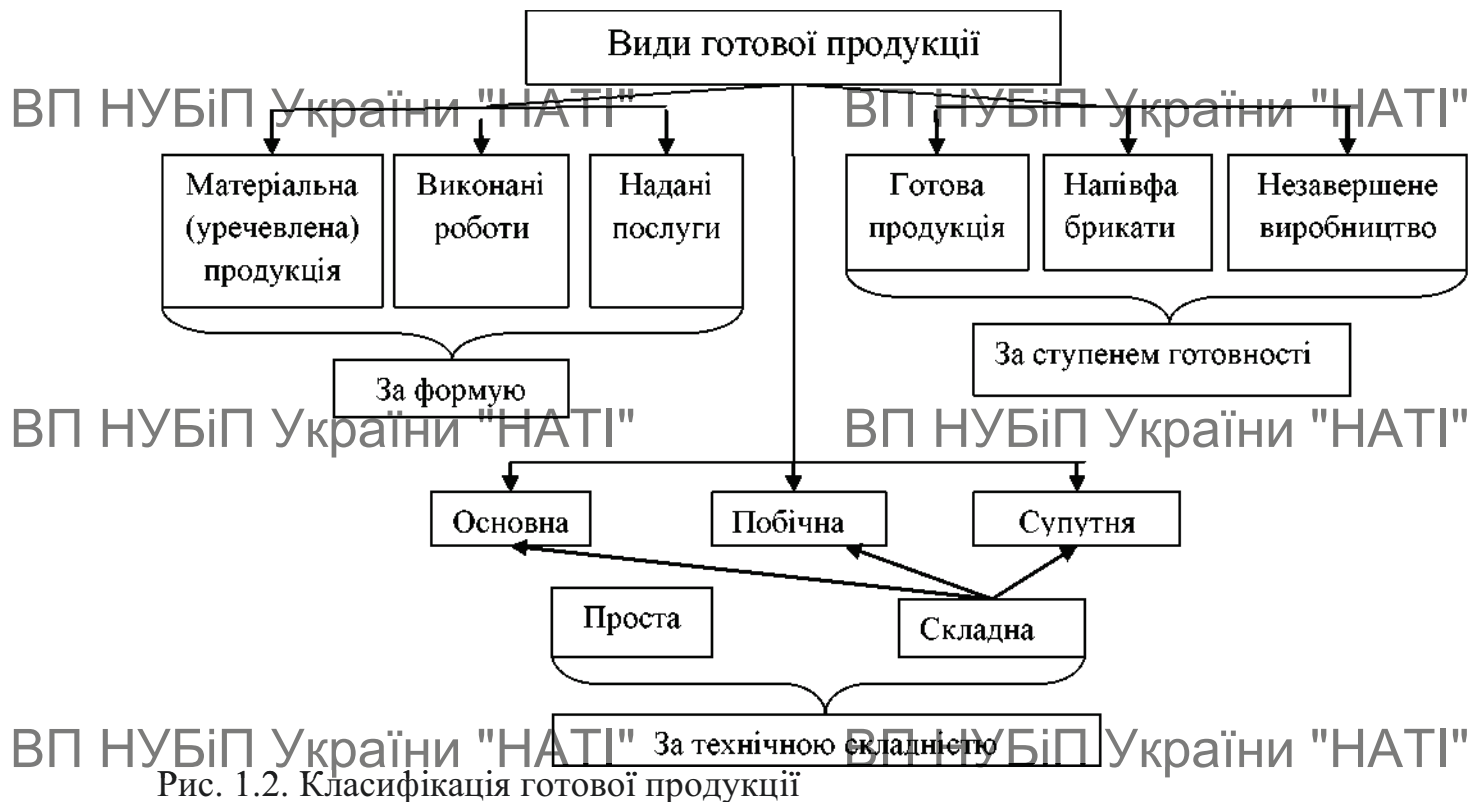 Види готової продукції
ВП НУБіП України "НАТІ"
ВП НУБіП України "НАТІ"
Матеріальна
(уречевлена)
продукція
Виконані
роботи
Надані
послуги
Готова
продукція
Напівфа
брикати
Незавершене
виробництво
За формую
За ступенем готовності
ВП НУБіП України "НАТІ"
ВП НУБіП України "НАТІ"
Основна
Побічна
Супутня
Проста
Складна
За технічною складністю
ВП НУБіП України "НАТІ"
ВП НУБіП України "НАТІ"
Рис. 1.2. Класифікація готової продукції